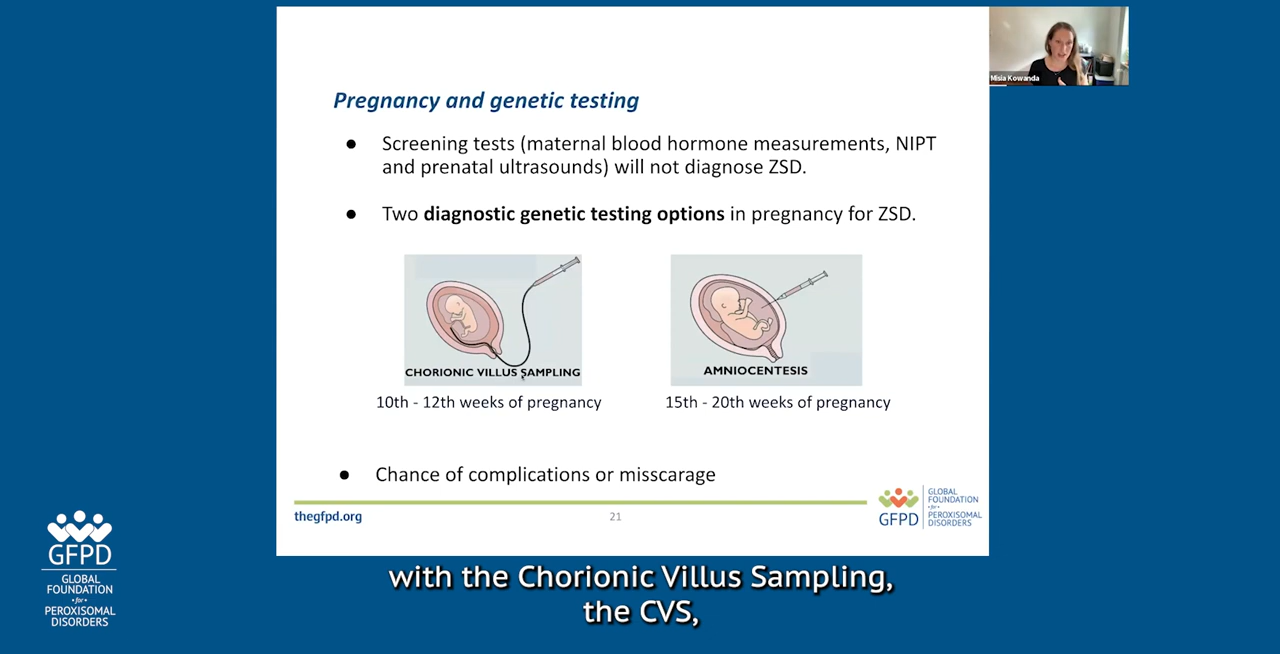 Misia Kowanda
Pregnancy and genetic testing
● Screening tests (maternal blood hormone measurements, NIPT
and prenatal ultrasounds) will not diagnose ZSD.
● Two diagnostic genetic testing options in pregnancy for ZSD.
CHORIONIC VILLUS SAMPLING
AMNIOCENTESIS
10th - 12th weeks of pregnancy
15th - 20th weeks of pregnancy
● Chance of complications or misscarage
thegfpd.org
21
GFPD
GLOBAL
FOUNDATION
for
PEROXISOMAL
DISORDERS
GFPD
GLOBAL
FOUNDATION
for
PEROXISOMAL
DISORDERS
with the Chorionic Villus Sampling,
the CVS,